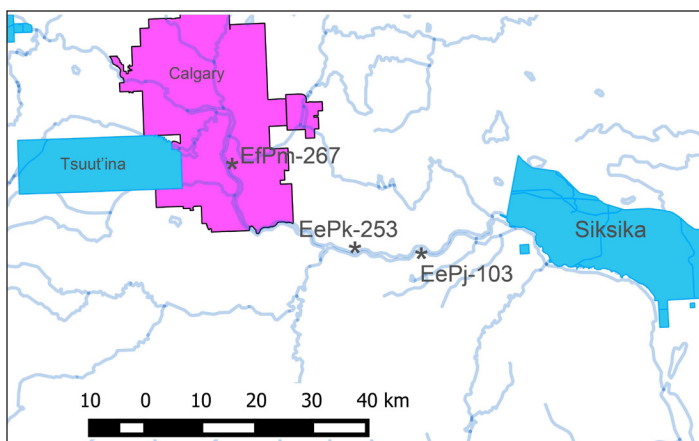 Calgary
Tsuut'ina
EfPm-267
EePk-253
Siksika
EePj-103
10 0 10 20 30 40 km